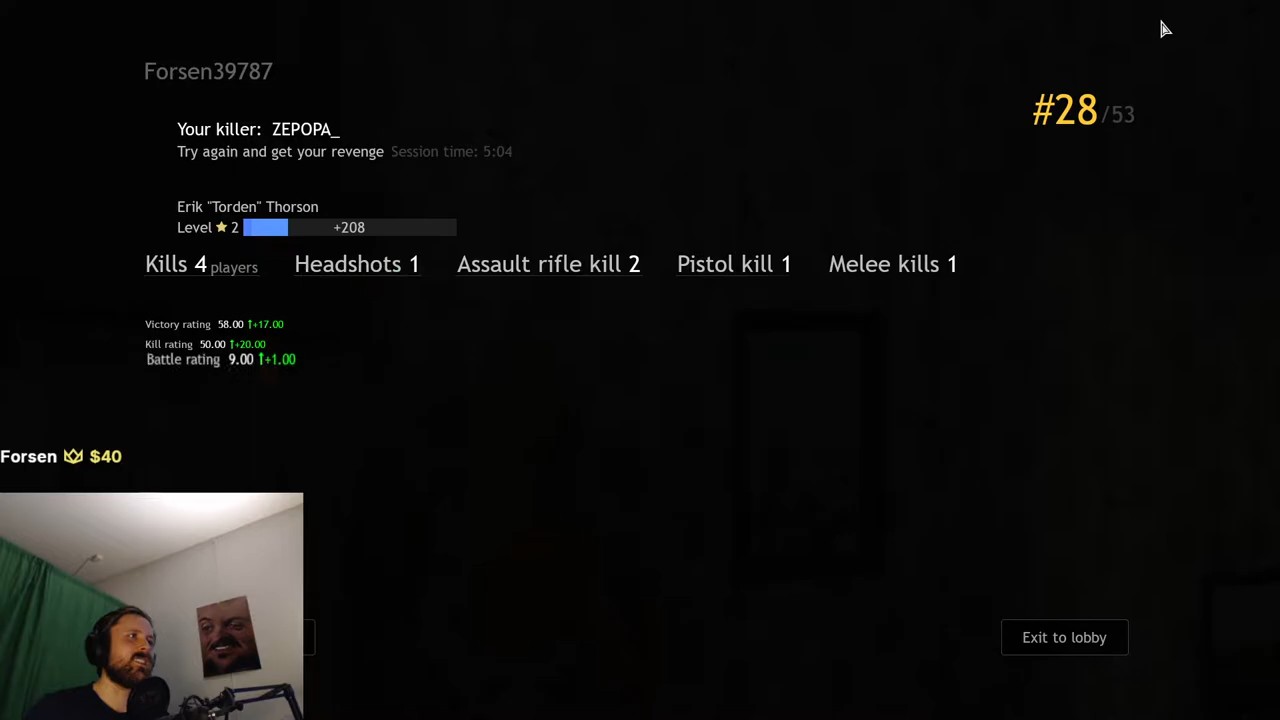 Forsen39787
#28/53
Your killer: ZEPOPA_
Try again and get your revenge Session time: 5:04
Erik "Torden" Thorson
Level 2 +208
Kills 4 players Headshots 1 Assault rifle kill 2 Pistol kill 1 Melee kills 1
Victory rating 58.00 ↑+17.00
Kill rating 50.00 ↑+20.00
Battle rating 9.00 ↑+1.00
Forsen $40
Exit to lobby